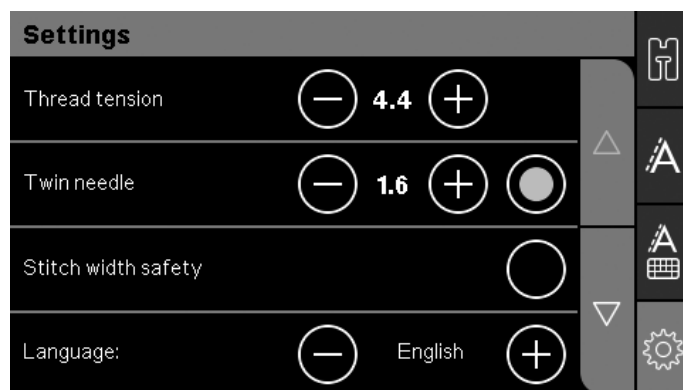 Settings
Thread tension 4.4
Twin needle 1.6
Stitch width safety
Language: English